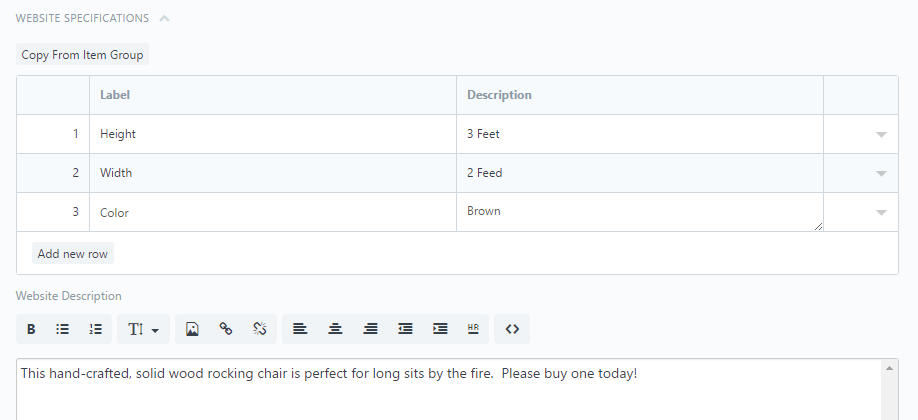 WEBSITE SPECIFICATIONS
Copy From Item Group
Label Description
1 Height 3 Feet
2 Width 2 Feed
3 Color Brown
Add new row
Website Description
B TI HR <>
This hand-crafted, solid wood rocking chair is perfect for long sits by the fire.  Please buy one today!